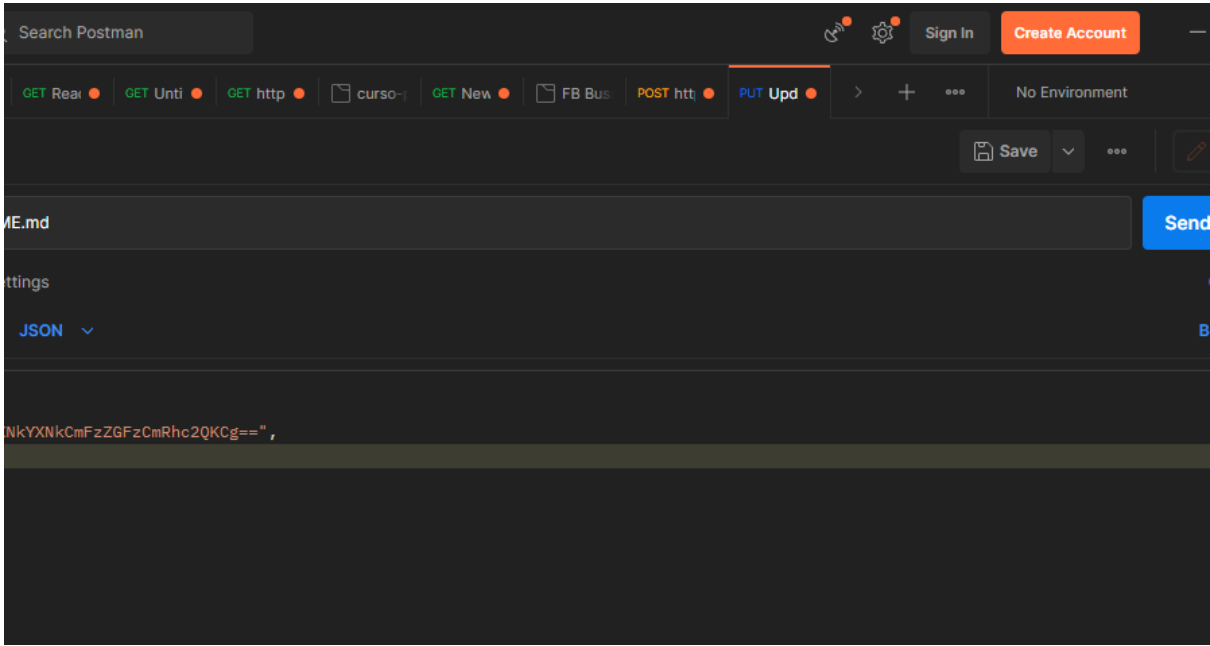 Search Postman
Sign In
Create Account
GET Rea
GET Unti
GET http
curso-
GET New
FB Bus
POST htt
PUT Upd
No Environment
Save
ME.md
Send
ettings
JSON
B
NkYXNkCmFzZGFzCmRhc2QKCg==",